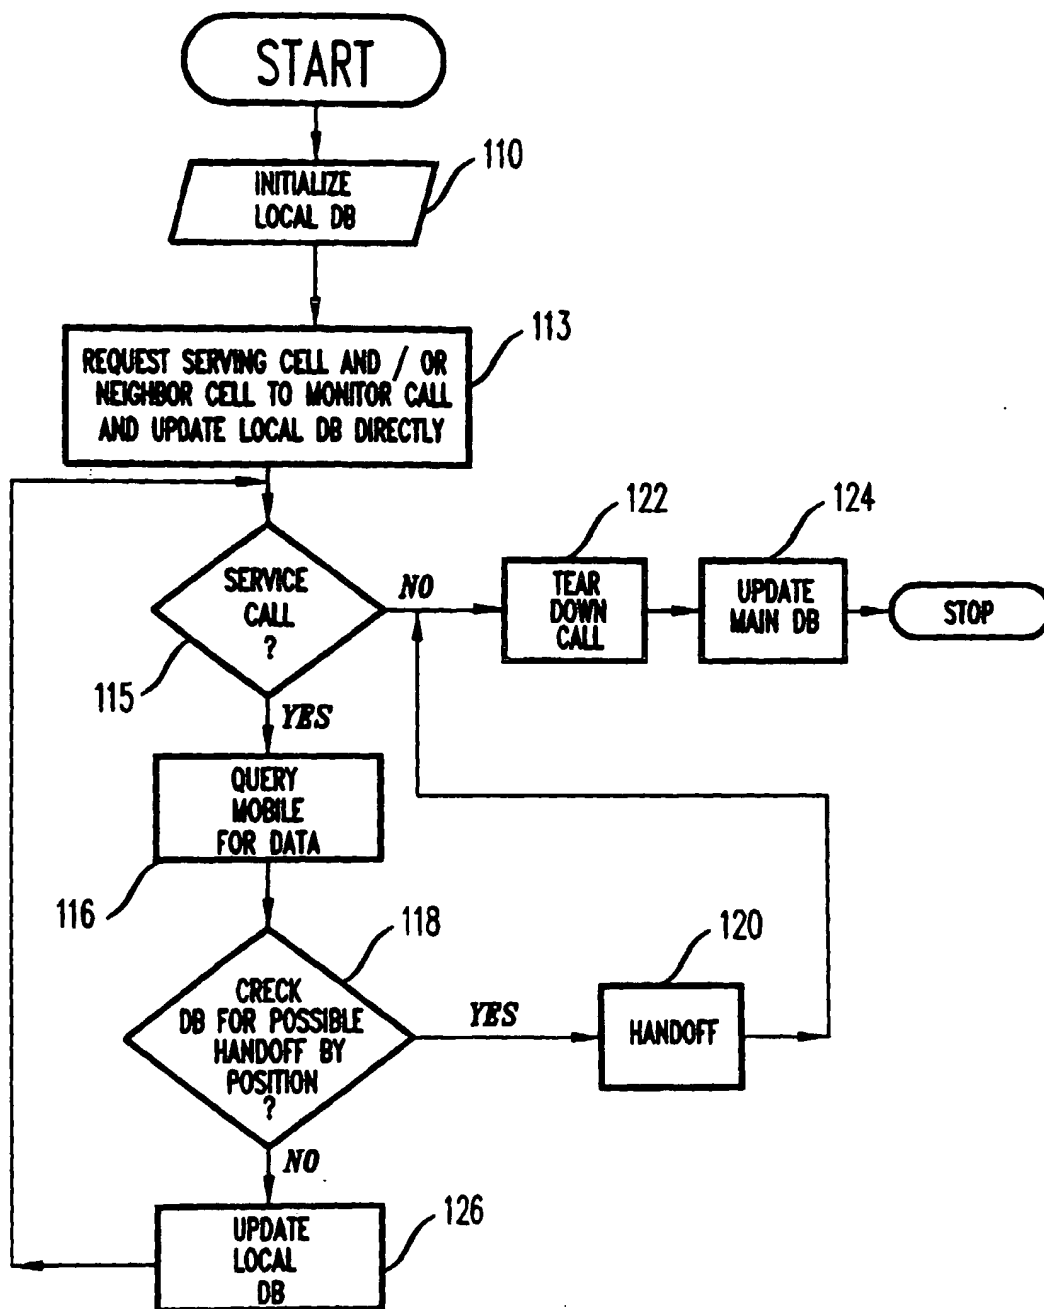 START
INITIALIZE
LOCAL DB
110
REQUEST SERVING CELL AND / OR
NEIGHBOR CELL TO MONITOR CALL
AND UPDATE LOCAL DB DIRECTLY
113
SERVICE
CALL
?
115
NO
TEAR
DOWN
CALL
122
UPDATE
MAIN DB
124
STOP
YES
QUERY
MOBILE
FOR DATA
116
CRECK
DB FOR POSSIBLE
HANDOFF BY
POSITION
?
118
YES
HANDOFF
120
NO
UPDATE
LOCAL
DB
126